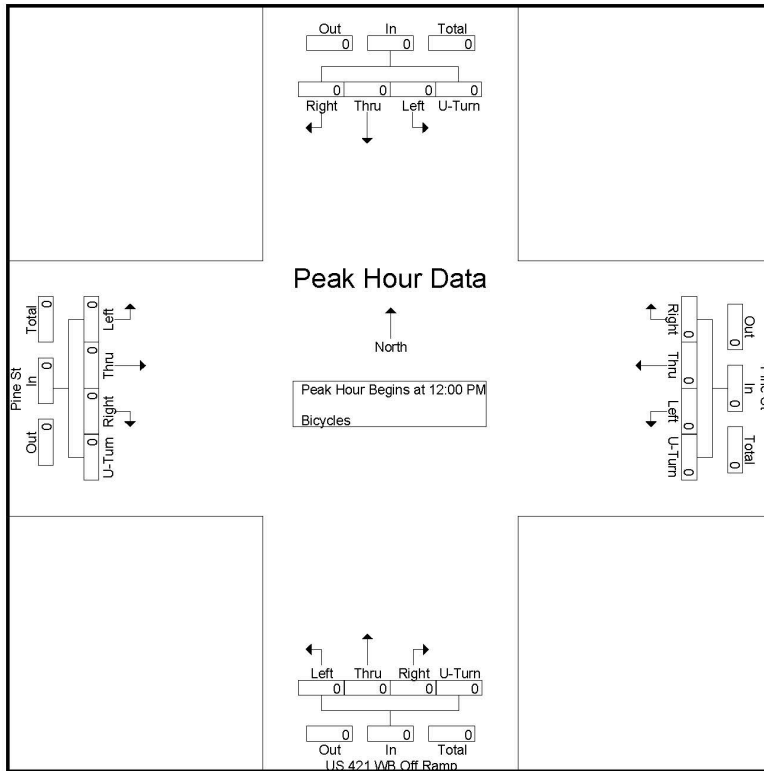 Out In Total
0 0 0
0 0 0 0
Right Thru Left U-Turn
Peak Hour Data
North
Peak Hour Begins at 12:00 PM
Bicycles
Pine St
Total In Out
0 0 0
0 0 0 0
Left Thru Right U-Turn
Right Thru Left U-Turn
0 0 0 0
Out In Total
0 0 0
Left Thru Right U-Turn
0 0 0 0
0 0 0
Out In Total
US 421 WB Off Ramp